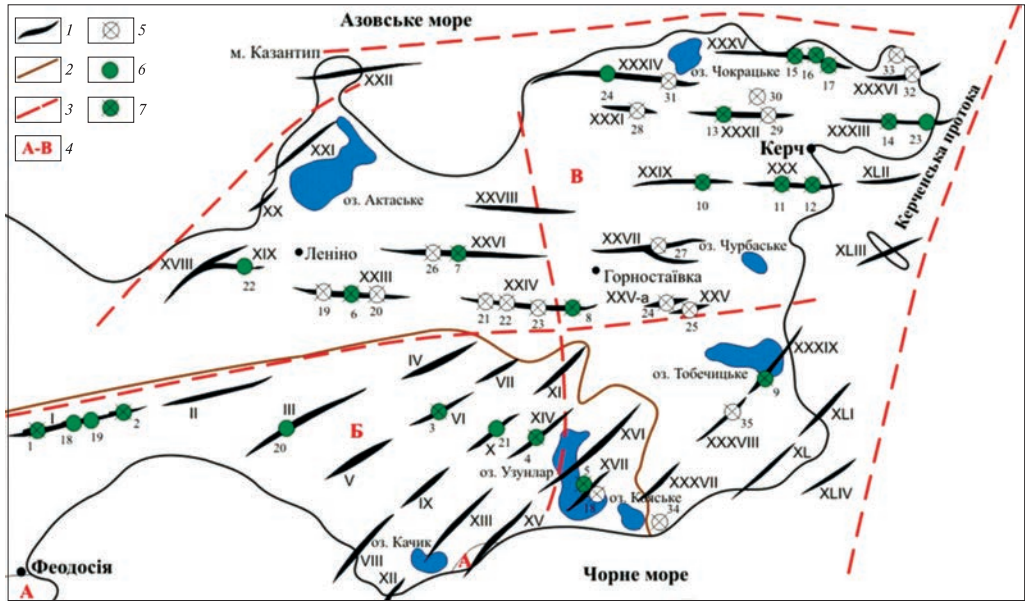 Азовське море
м. Казантип
1
5
2
6
3
7
А-В
4
XXII
XXXIV
24
31
XXXV
оз. Чокрацьке
15
16
17
33
32
XXXVI
XXXI
28
30
13
XXXII
29
XXXIII
14
23
Керч
Керченська протока
XXI
оз. Актаське
XX
В
XXIX
10
XXX
11
12
XLII
XXVIII
XVIII
XIX
22
Леніно
XXVI
26
7
XXVII
27
оз. Чурбаське
XLIII
Горностаївка
XXIII
19
6
20
XXIV
21
22
23
8
XXV-а
24
XXV
25
IV
VII
XI
XXXIX
оз. Тобечицьке
9
I
1
18
19
2
II
III
20
Б
3
VI
X
21
XIV
4
XVI
35
XXXVIII
XLI
V
оз. Узунлар
5
XVII
18
XL
IX
XXXVII
оз. Кояське
34
XLIV
XIII
XV
оз. Качик
VIII
XII
А
Феодосія
А
Чорне море